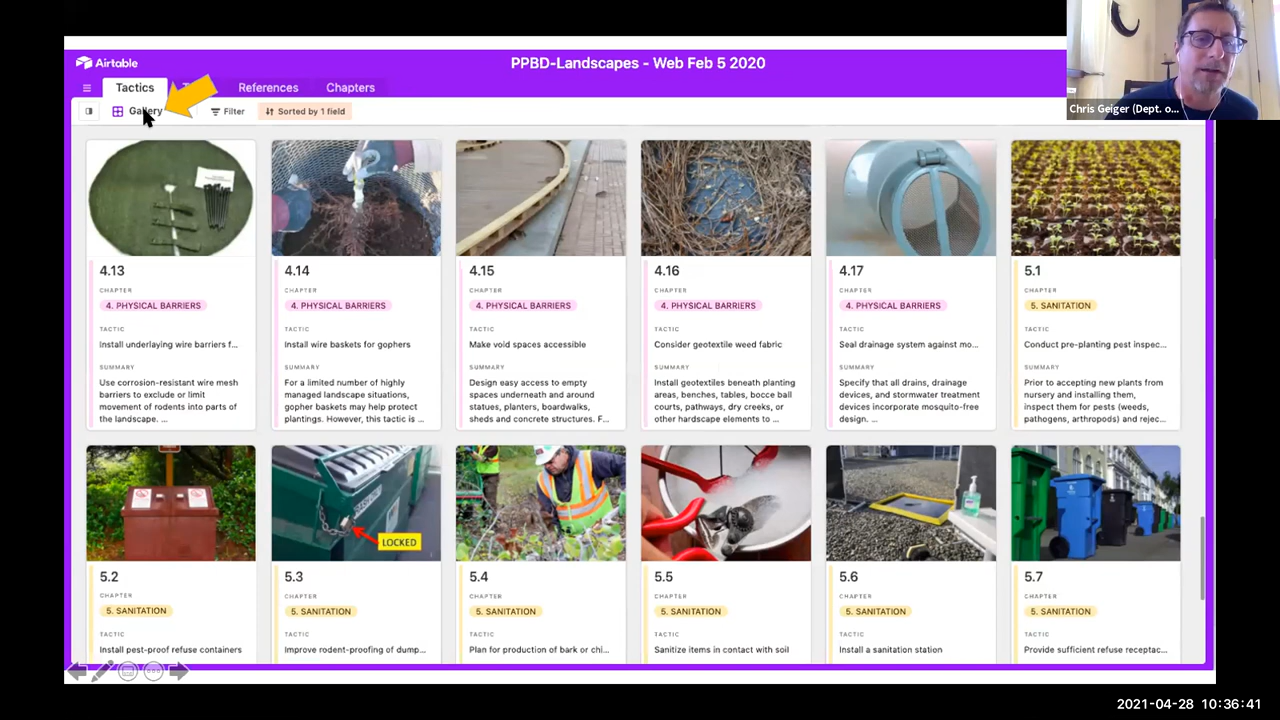 Airtable
PPBD-Landscapes - Web Feb 5 2020
Tactics
References
Chapters
Gallery
Filter
Sorted by 1 field
Chris Geiger (Dept. o...
4.13
CHAPTER
4. PHYSICAL BARRIERS
TACTIC
Install underlaying wire barriers f...
SUMMARY
Use corrosion-resistant wire mesh
barriers to exclude or limit
movement of rodents into parts of
the landscape. ...
4.14
CHAPTER
4. PHYSICAL BARRIERS
TACTIC
Install wire baskets for gophers
SUMMARY
For a limited number of highly
managed landscape situations,
gopher baskets may help protect
plantings. However, this tactic is ...
4.15
CHAPTER
4. PHYSICAL BARRIERS
TACTIC
Make void spaces accessible
SUMMARY
Design easy access to empty
spaces underneath and around
statues, planters, boardwalks,
sheds and concrete structures. F...
4.16
CHAPTER
4. PHYSICAL BARRIERS
TACTIC
Consider geotextile weed fabric
SUMMARY
Install geotextiles beneath planting
areas, benches, tables, bocce ball
courts, pathways, dry creeks, or
other hardscape elements to ...
4.17
CHAPTER
4. PHYSICAL BARRIERS
TACTIC
Seal drainage system against mo...
SUMMARY
Specify that all drains, drainage
devices, and stormwater treatment
devices incorporate mosquito-free
design. ...
5.1
CHAPTER
5. SANITATION
TACTIC
Conduct pre-planting pest inspec...
SUMMARY
Prior to accepting new plants from
nursery and installing them,
inspect them for pests (weeds,
pathogens, arthropods) and rejec...
5.2
CHAPTER
5. SANITATION
TACTIC
Install pest-proof refuse containers
LOCKED
5.3
CHAPTER
5. SANITATION
TACTIC
Improve rodent-proofing of dump...
5.4
CHAPTER
5. SANITATION
TACTIC
Plan for production of bark or chi...
5.5
CHAPTER
5. SANITATION
TACTIC
Sanitize items in contact with soil
5.6
CHAPTER
5. SANITATION
TACTIC
Install a sanitation station
5.7
CHAPTER
5. SANITATION
TACTIC
Provide sufficient refuse receptac...
2021-04-28 10:36:41